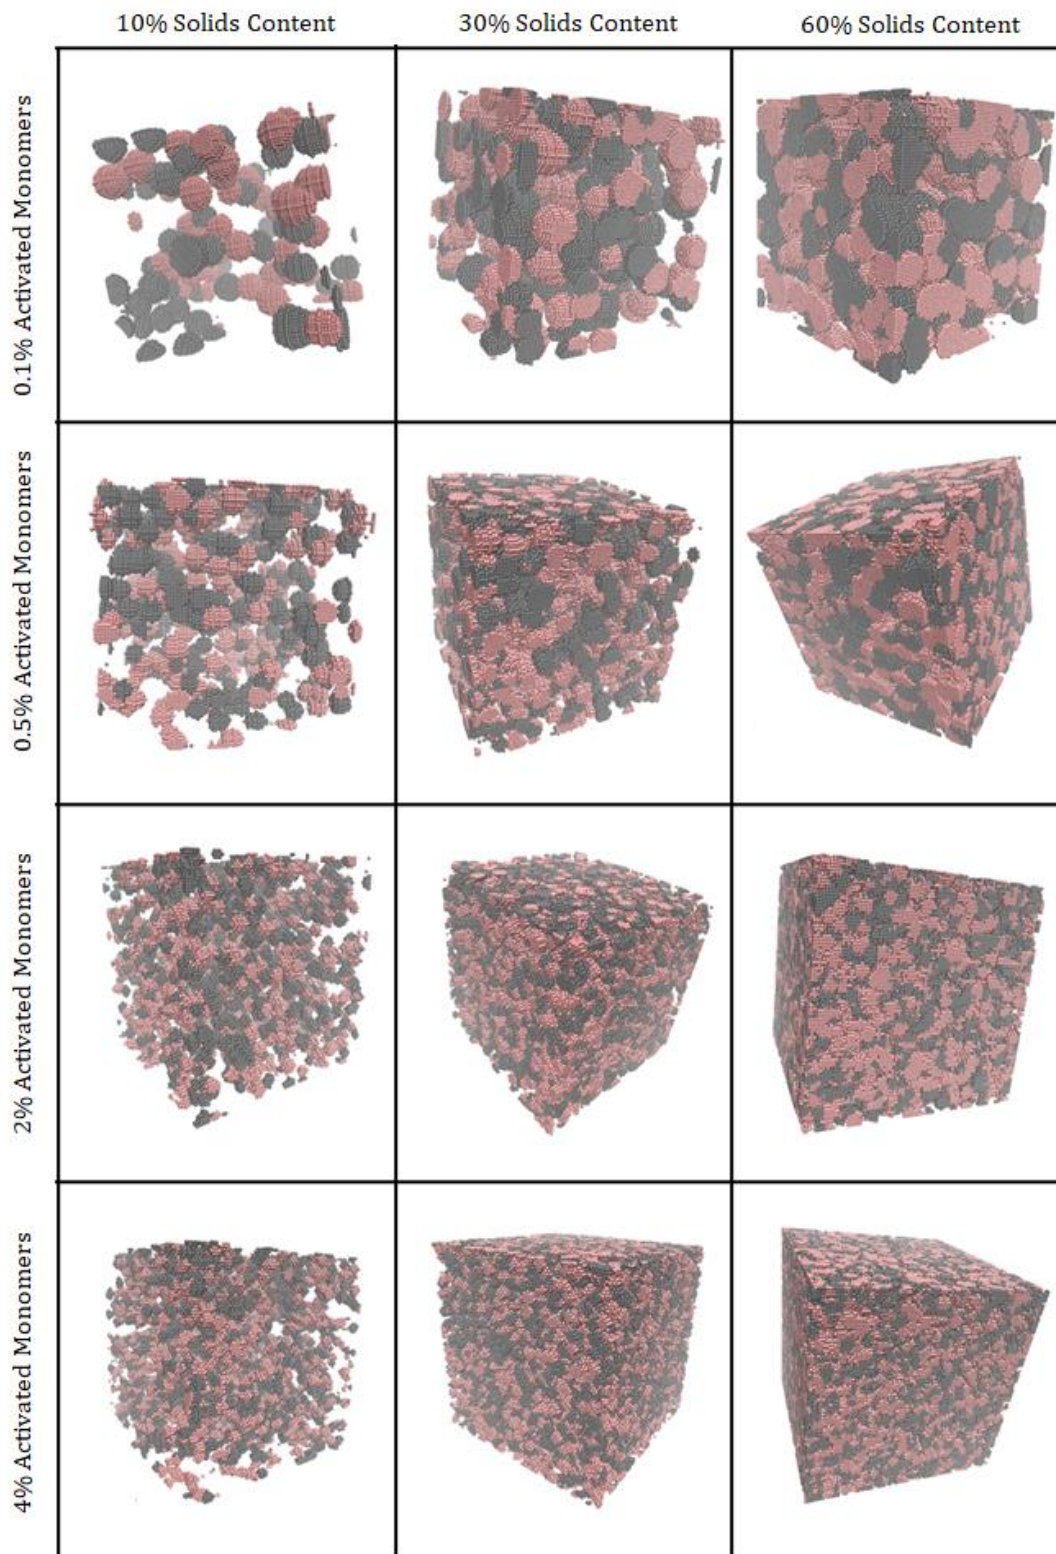 10% Solids Content
30% Solids Content
60% Solids Content
0.1% Activated Monomers
0.5% Activated Monomers
2% Activated Monomers
4% Activated Monomers